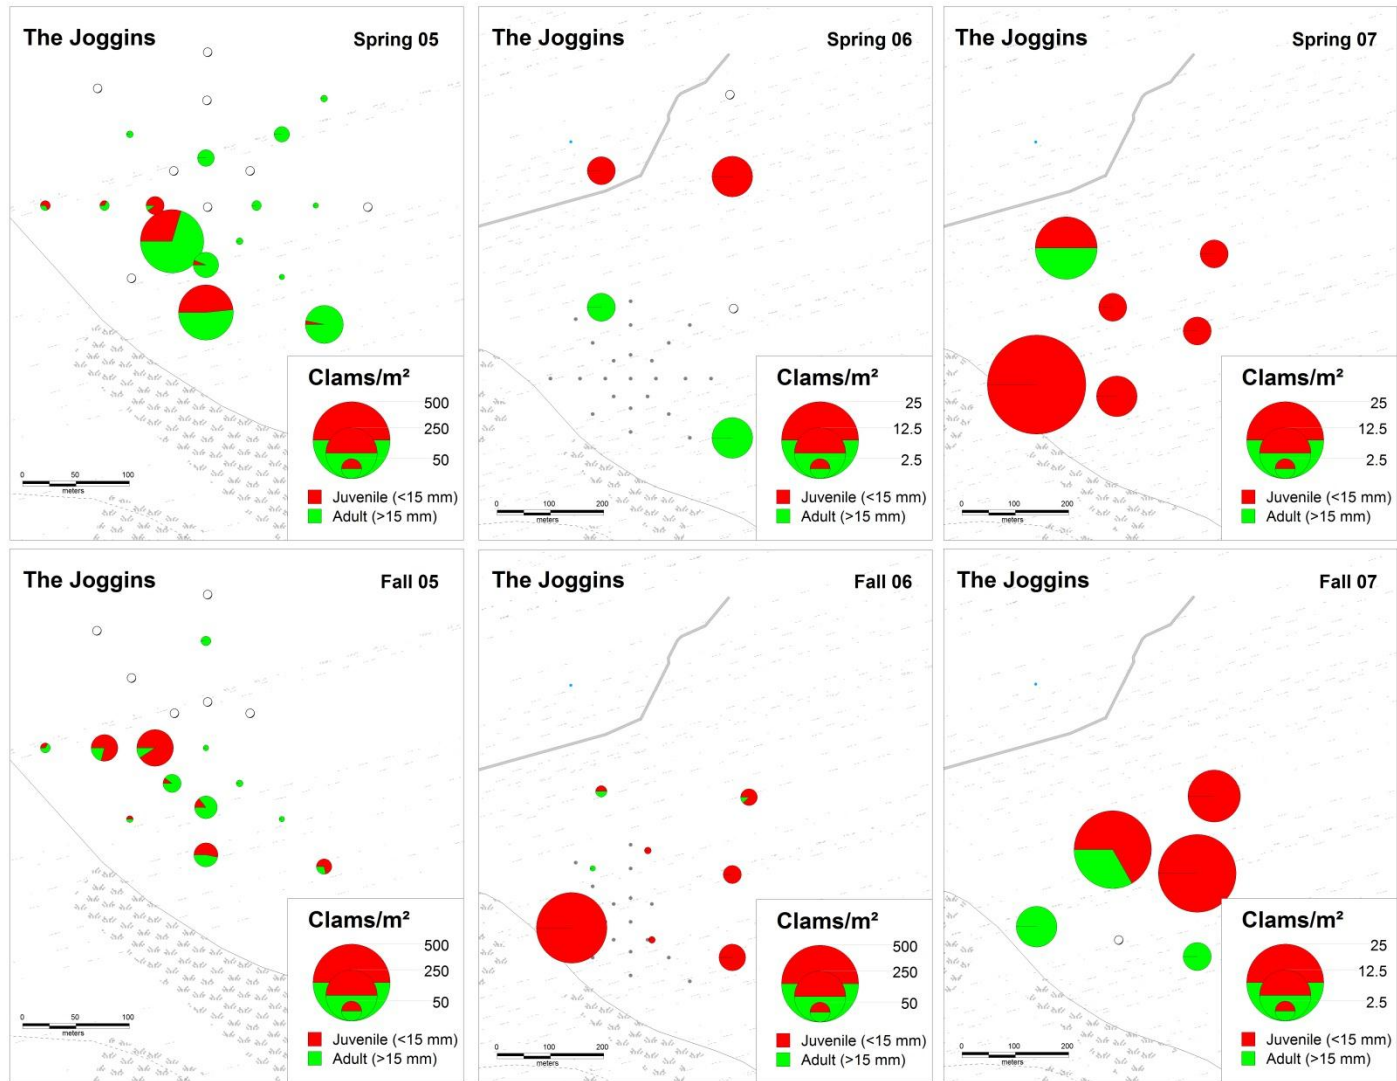 The Joggins Spring 05
Clams/m²
500
250
50
0 50 100
meters
Juvenile (<15 mm)
Adult (>15 mm)
The Joggins Spring 06
Clams/m²
25
12.5
2.5
0 100 200
meters
Juvenile (<15 mm)
Adult (>15 mm)
The Joggins Spring 07
Clams/m²
25
12.5
2.5
0 100 200
meters
Juvenile (<15 mm)
Adult (>15 mm)
The Joggins Fall 05
Clams/m²
500
250
50
0 50 100
meters
Juvenile (<15 mm)
Adult (>15 mm)
The Joggins Fall 06
Clams/m²
500
250
50
0 100 200
meters
Juvenile (<15 mm)
Adult (>15 mm)
The Joggins Fall 07
Clams/m²
25
12.5
2.5
0 100 200
meters
Juvenile (<15 mm)
Adult (>15 mm)